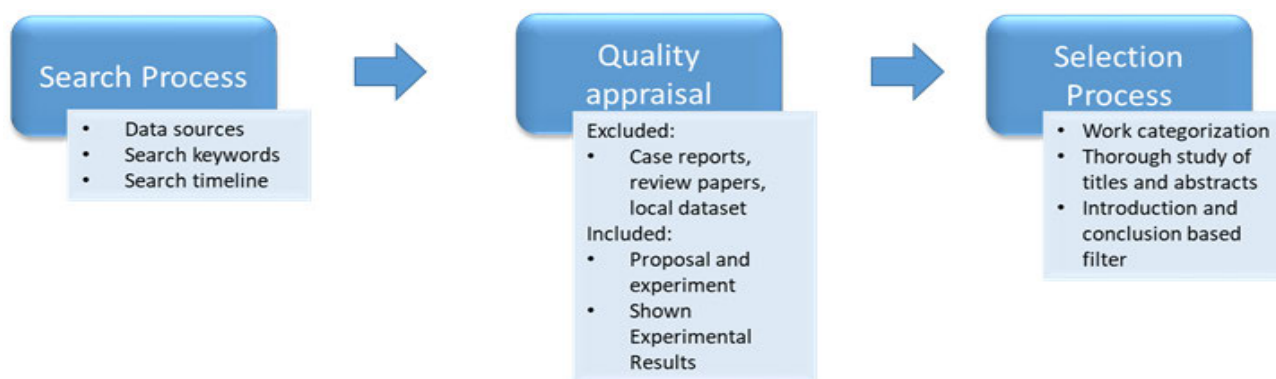 Search Process
• Data sources
• Search keywords
• Search timeline
Quality
appraisal
Excluded:
• Case reports,
review papers,
local dataset
Included:
• Proposal and
experiment
• Shown
Experimental
Results
Selection
Process
• Work categorization
• Thorough study of
titles and abstracts
• Introduction and
conclusion based
filter